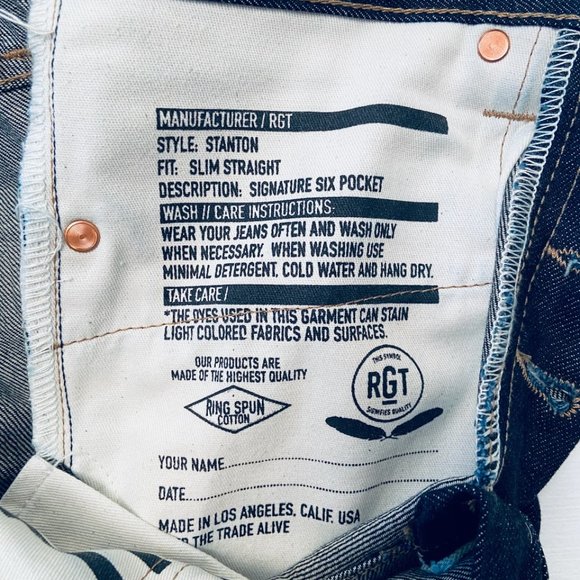 MANUFACTURER / RGT
STYLE: STANTON
FIT: SLIM STRAIGHT
DESCRIPTION: SIGNATURE SIX POCKET
WASH // CARE INSTRUCTIONS:
WEAR YOUR JEANS OFTEN AND WASH ONLY
WHEN NECESSARY. WHEN WASHING USE
MINIMAL DETERGENT, COLD WATER AND HANG DRY.
TAKE CARE /
*THE DYES USED IN THIS GARMENT CAN STAIN
LIGHT COLORED FABRICS AND SURFACES.
OUR PRODUCTS ARE
MADE OF THE HIGHEST QUALITY
RING SPUN
COTTON
THIS SYMBOL
RGT
SIGNIFIES QUALITY
YOUR NAME
DATE
MADE IN LOS ANGELES, CALIF. USA
THE TRADE ALIVE